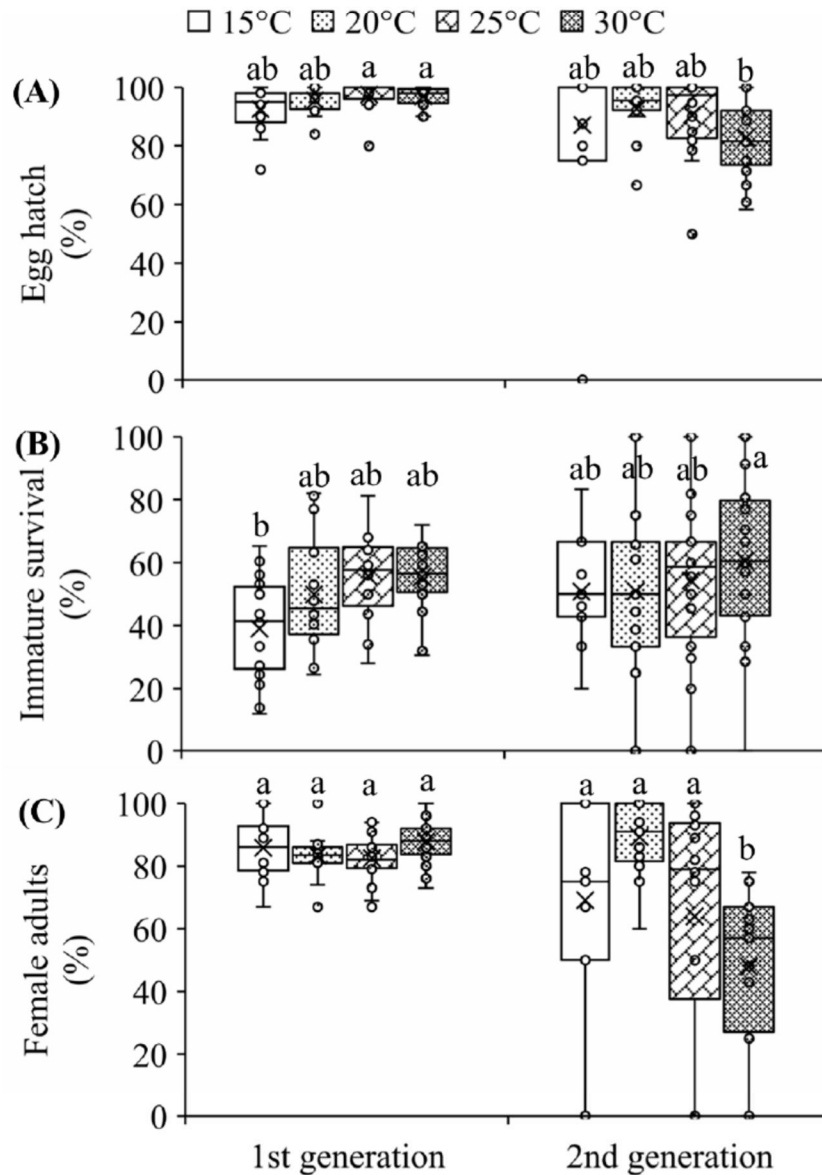 15°C 20°C 25°C 30°C
(A)
ab ab a a ab ab ab b
100
80
60
40
20
0
Egg hatch
(%)
(B)
b ab ab ab ab ab ab a
100
80
60
40
20
0
Immature survival
(%)
(C)
a a a a a a a b
100
80
60
40
20
0
Female adults
(%)
1st generation 2nd generation